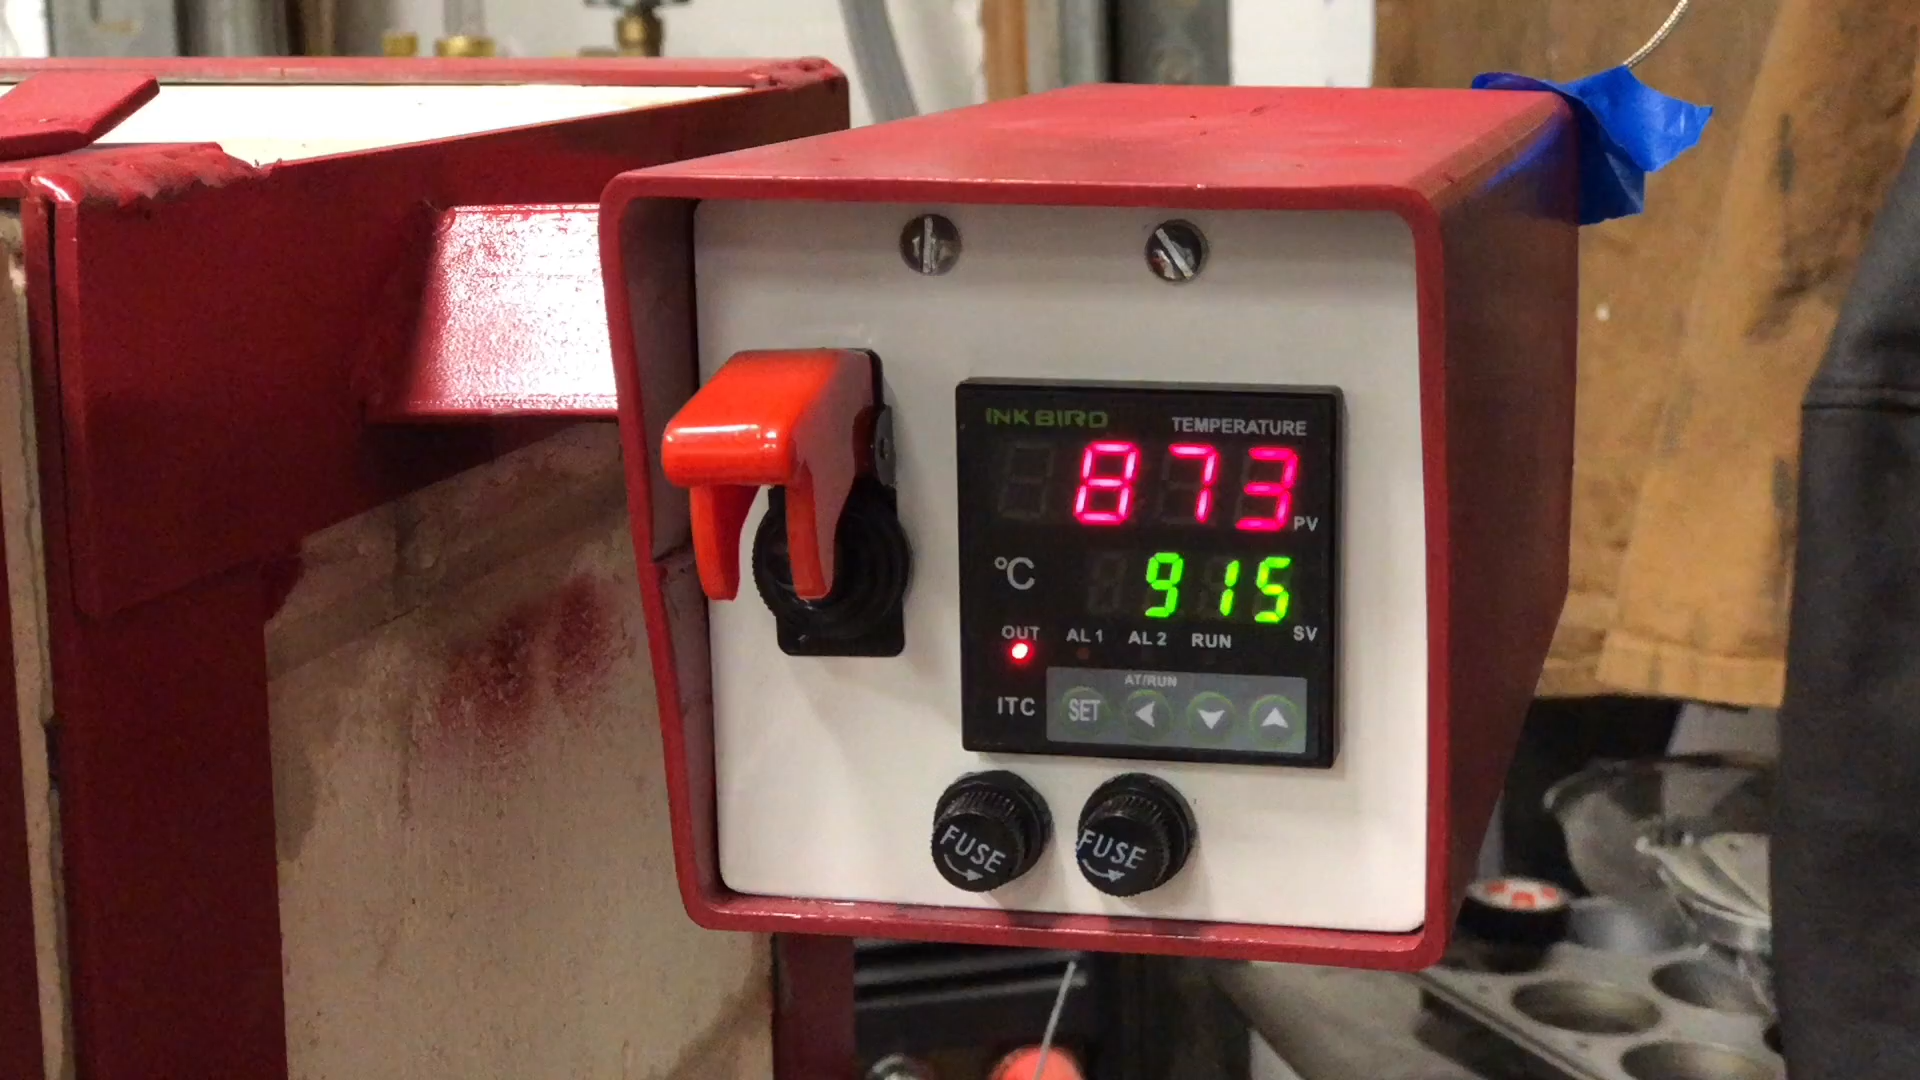 INKBIRD
TEMPERATURE
873
PV
°C
915
OUT AL1 AL2 RUN SV
AT/RUN
ITC SET
FUSE FUSE